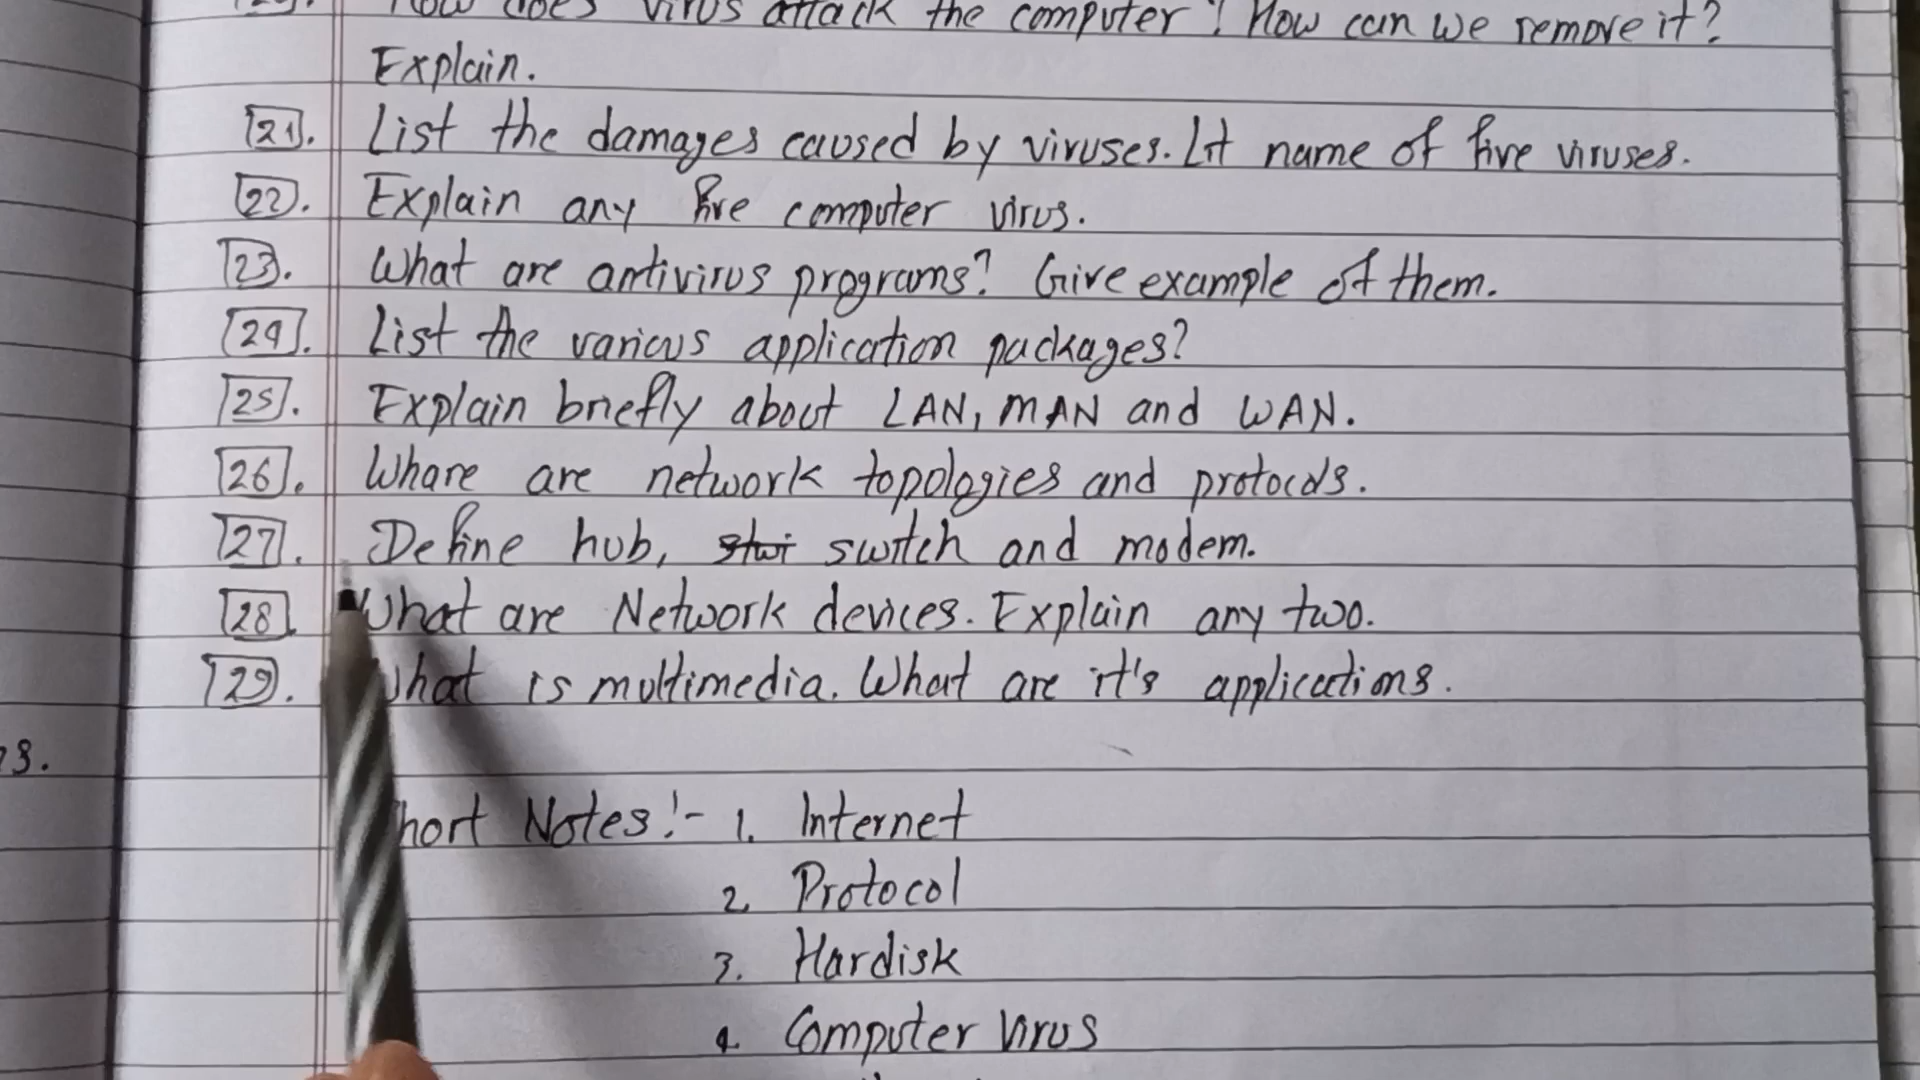 How does virus attack the computer? How can we remove it?
Explain.
21. List the damages caused by viruses. List name of five viruses.
22. Explain any five computer virus.
23. What are antivirus programs? Give example of them.
24. List the various application packages?
25. Explain briefly about LAN, MAN and WAN.
26. Whare are network topologies and protocols.
27. Define hub, switch and modem.
28. What are Network devices. Explain any two.
29. What is multimedia. What are it's applications.
3.
hort Notes:- 1. Internet
2. Protocol
3. Hardisk
4. Computer Virus